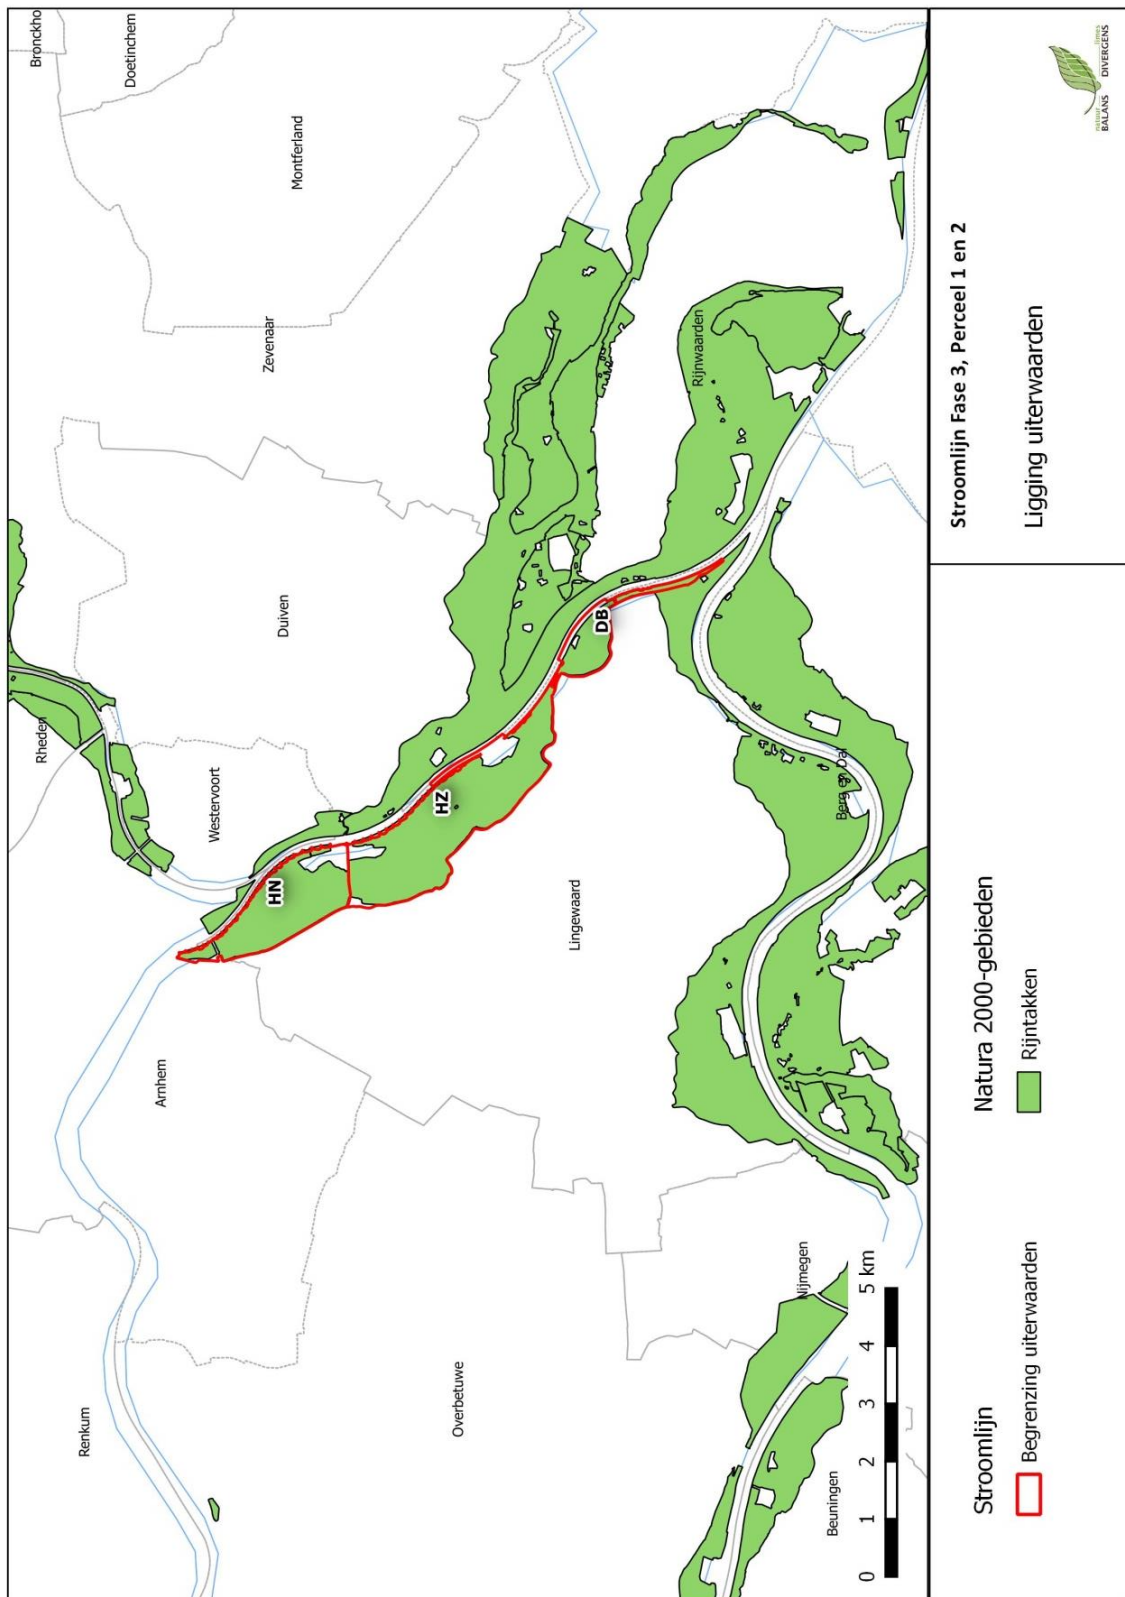 Bronckho
Doetinchem
Montferland
Zevenaar
Rheden
Duiven
Westervoort
Rijnwaarden
DB
HZ
HN
Berg en Dal
Lingewaard
Arnhem
Renkum
Overbetuwe
Nijmegen
Beuningen
0 1 2 3 4 5 km
Stroomlijn
Begrenzing uiterwaarden
Natura 2000-gebieden
Rijntakken
Stroomlijn Fase 3, Perceel 1 en 2
Ligging uiterwaarden
natuur limes
BALANS DIVERGENS